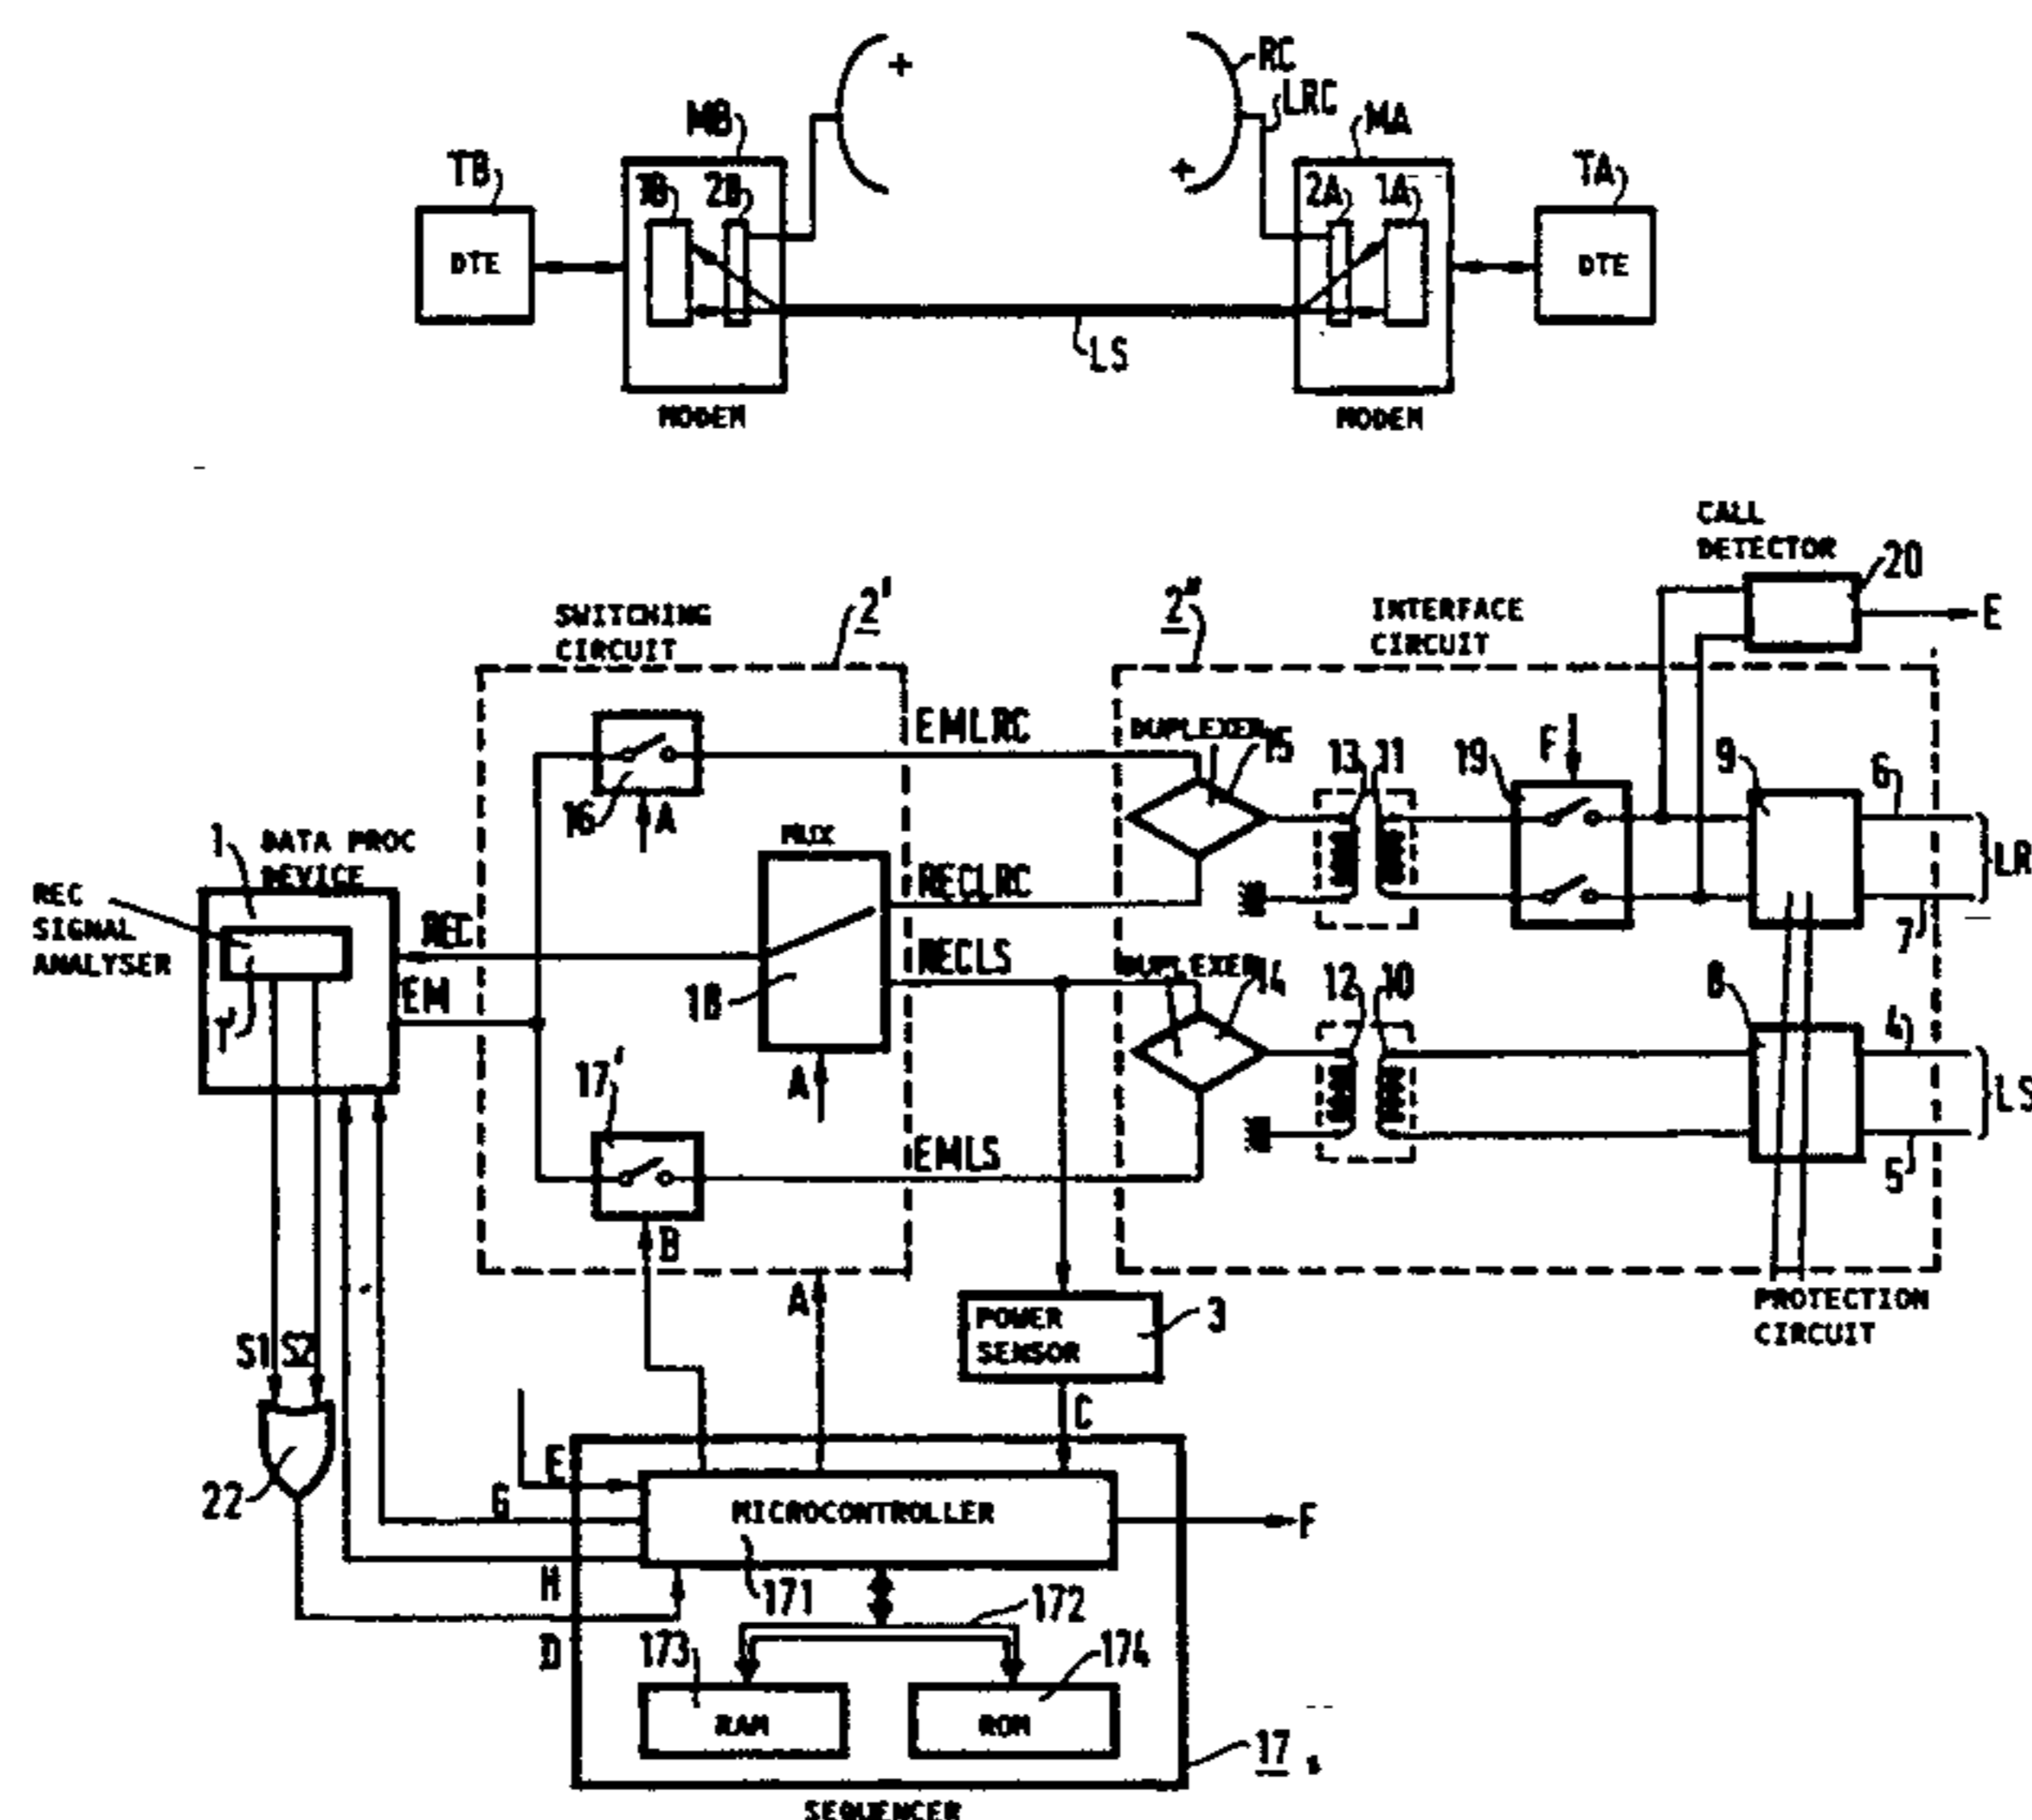 RC
LRC
MB
MA
TB
1B
2B
2A
1A
TA
DTE
DTE
LS
MODEM
MODEM
CALL
DETECTOR
20
E
SWITCHING
CIRCUIT
2'
2"
INTERFACE
CIRCUIT
EMLRC
DUPLEXER
15
13
11
19
F
9
6
16
A
MUX
1
DATA PROC
DEVICE
RECLRC
LR
REC
SIGNAL
ANALYSER
REC
7
RECLS
DUPLEXER
14
12
10
8
18
EM
1'
4
17'
A
LS
EMLS
5
B
A
POWER
SENSOR
3
PROTECTION
CIRCUIT
S1
S2
C
E
22
G
MICROCONTROLLER
F
H
171
172
D
173
174
RAM
ROM
17
SEQUENCER